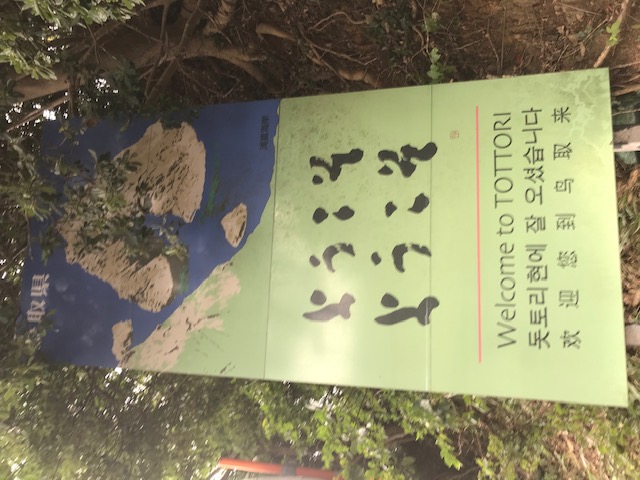 取県
ようこそ
ようこそ
Welcome to TOTTORI
돗토리현에 잘 오셨습니다
欢迎您到鸟取来